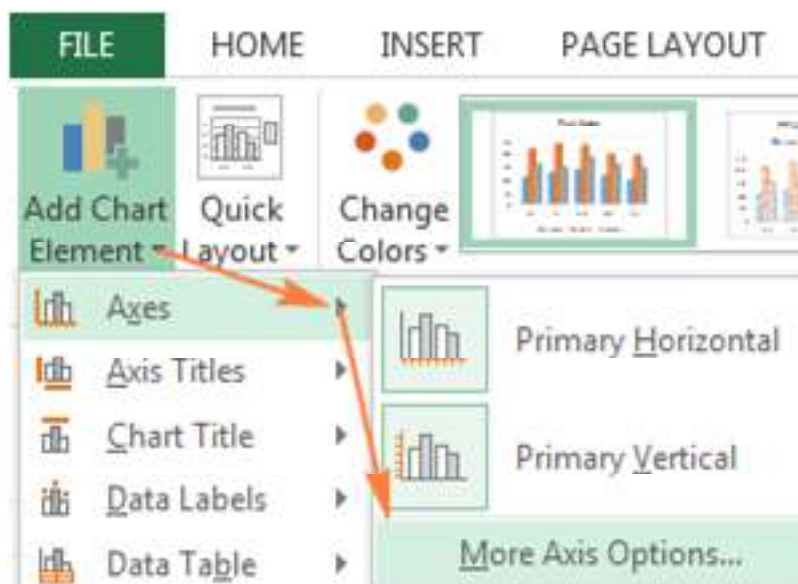 FILE HOME INSERT PAGE LAYOUT
Add Chart Element
Quick Layout
Change Colors
Axes
Axis Titles
Chart Title
Data Labels
Data Table
Primary Horizontal
Primary Vertical
More Axis Options...